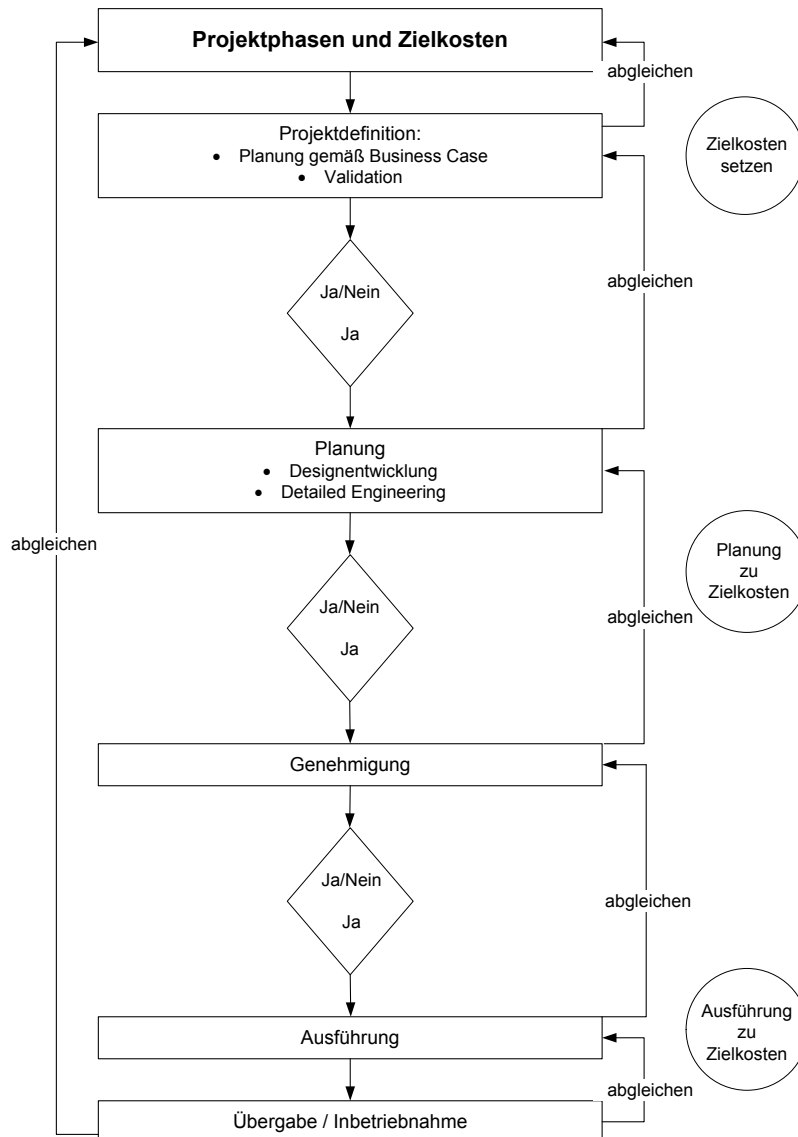 Projektphasen und Zielkosten
abgleichen
Projektdefinition:
• Planung gemäß Business Case
• Validation
Zielkosten
setzen
abgleichen
Ja/Nein
Ja
Planung
• Designentwicklung
• Detailed Engineering
abgleichen
Planung
zu
Zielkosten
abgleichen
Ja/Nein
Ja
Genehmigung
Ja/Nein
Ja
abgleichen
Ausführung
zu
Zielkosten
Ausführung
abgleichen
Übergabe / Inbetriebnahme